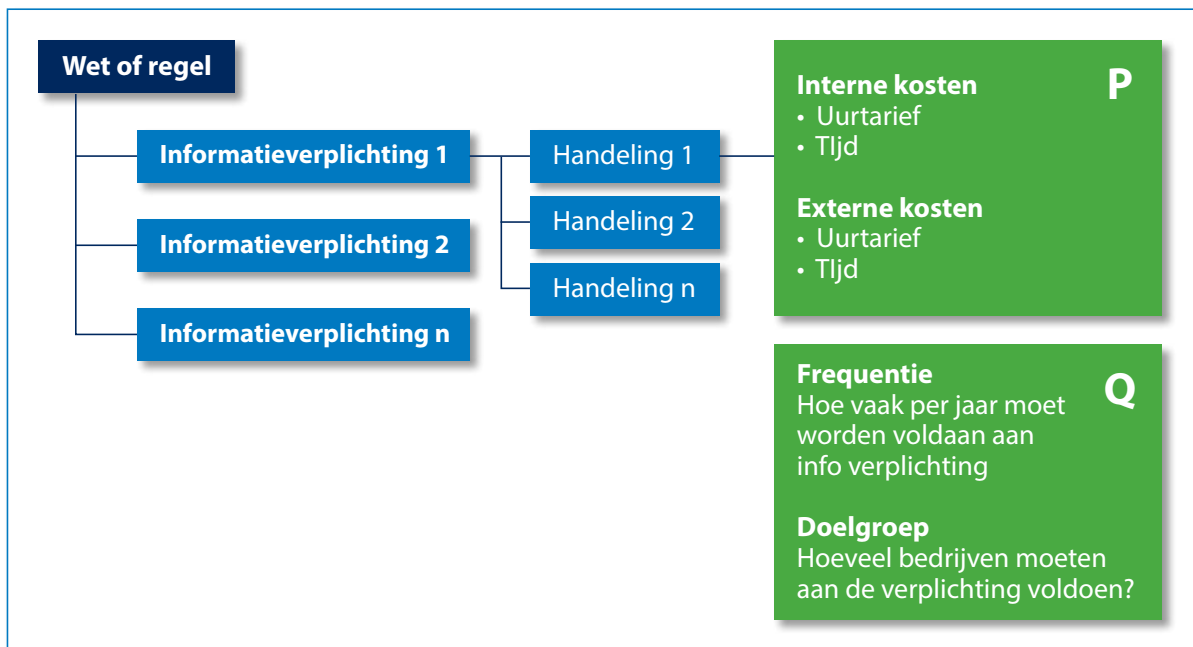 Wet of regel
Informatieverplichting 1
Informatieverplichting 2
Informatieverplichting n
Handeling 1
Handeling 2
Handeling n
P
Interne kosten
• Uurtarief
• TIjd
Externe kosten
• Uurtarief
• TIjd
Q
Frequentie
Hoe vaak per jaar moet
worden voldaan aan
info verplichting
Doelgroep
Hoeveel bedrijven moeten
aan de verplichting voldoen?